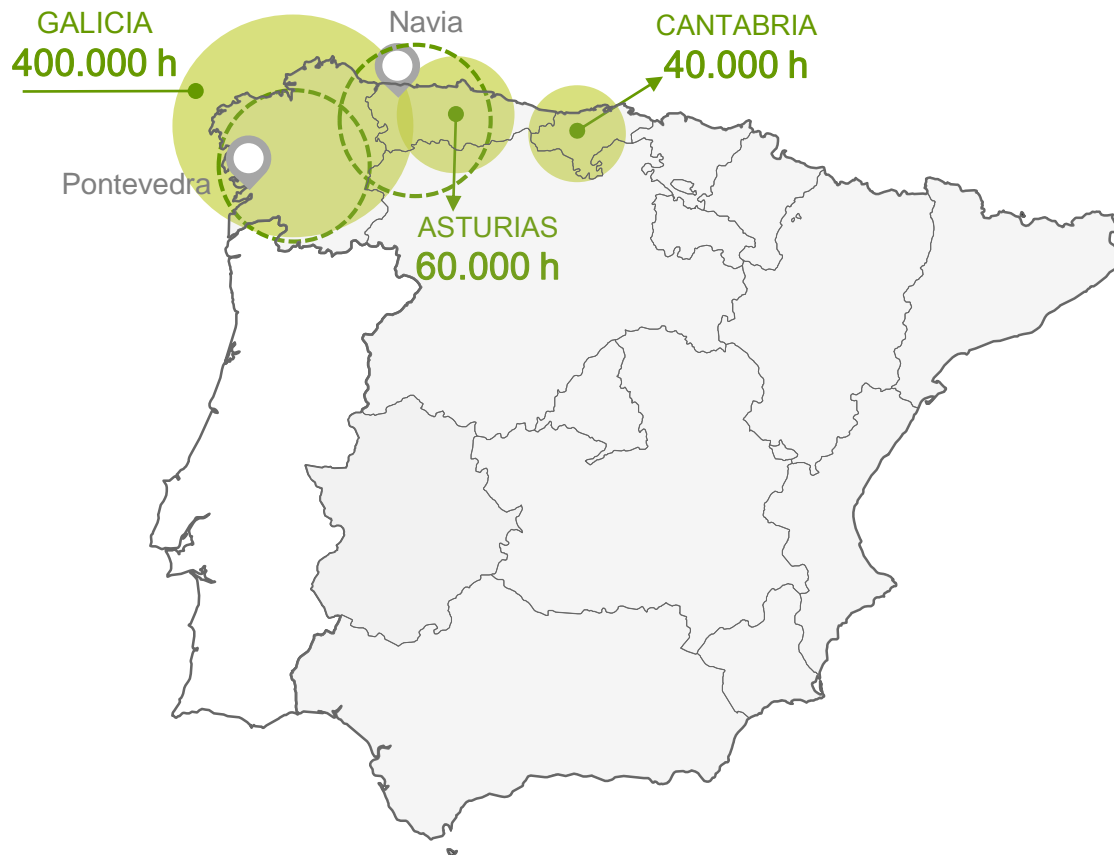 GALICIA
400.000 h
Navia
CANTABRIA
40.000 h
Pontevedra
ASTURIAS
60.000 h